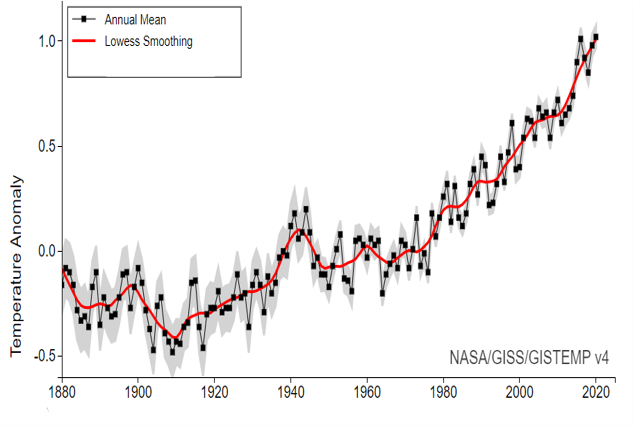 Annual Mean
Lowess Smoothing
Temperature Anomaly
1.0
0.5
0.0
-0.5
NASA/GISS/GISTEMP v4
1880 1900 1920 1940 1960 1980 2000 2020